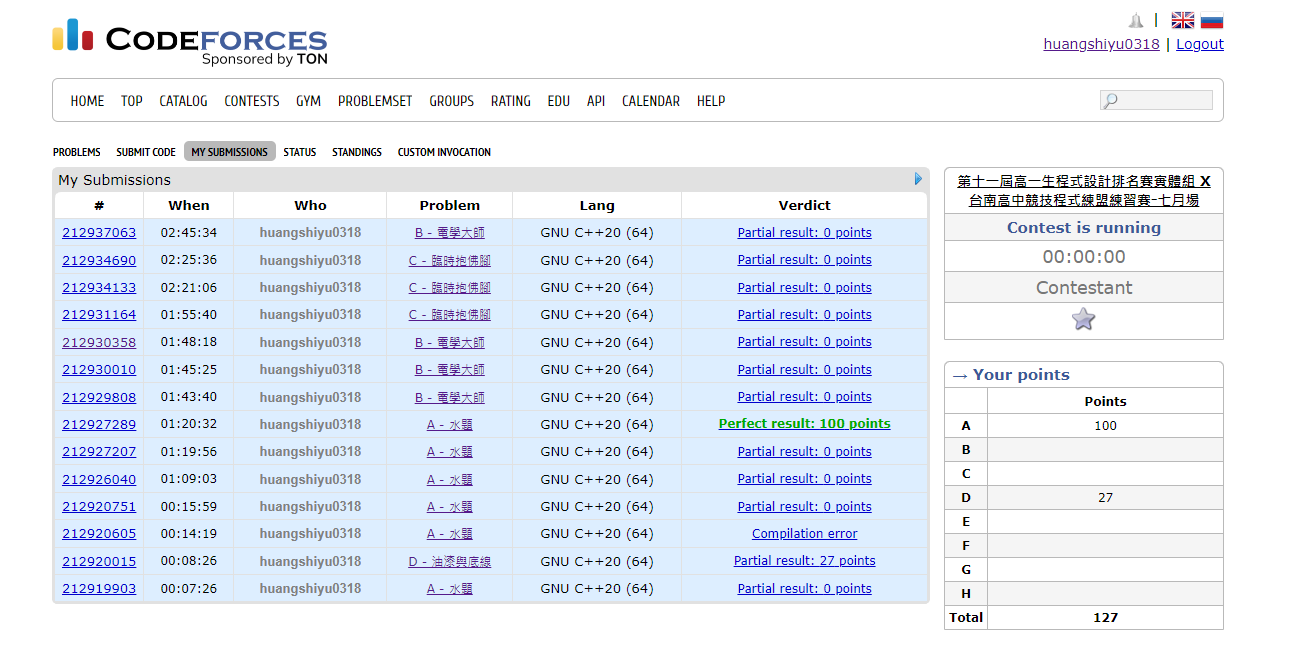 CODEFORCES
Sponsored by TON
huangshiyu0318 | Logout
HOME TOP CATALOG CONTESTS GYM PROBLEMSET GROUPS RATING EDU API CALENDAR HELP
PROBLEMS SUBMIT CODE MY SUBMISSIONS STATUS STANDINGS CUSTOM INVOCATION
My Submissions
# When Who Problem Lang Verdict
212937063 02:45:34 huangshiyu0318 B - 電學大師 GNU C++20 (64) Partial result: 0 points
212934690 02:25:36 huangshiyu0318 C - 臨時抱佛腳 GNU C++20 (64) Partial result: 0 points
212934133 02:21:06 huangshiyu0318 C - 臨時抱佛腳 GNU C++20 (64) Partial result: 0 points
212931164 01:55:40 huangshiyu0318 C - 臨時抱佛腳 GNU C++20 (64) Partial result: 0 points
212930358 01:48:18 huangshiyu0318 B - 電學大師 GNU C++20 (64) Partial result: 0 points
212930010 01:45:25 huangshiyu0318 B - 電學大師 GNU C++20 (64) Partial result: 0 points
212929808 01:43:40 huangshiyu0318 B - 電學大師 GNU C++20 (64) Partial result: 0 points
212927289 01:20:32 huangshiyu0318 A - 水題 GNU C++20 (64) Perfect result: 100 points
212927207 01:19:56 huangshiyu0318 A - 水題 GNU C++20 (64) Partial result: 0 points
212926040 01:09:03 huangshiyu0318 A - 水題 GNU C++20 (64) Partial result: 0 points
212920751 00:15:59 huangshiyu0318 A - 水題 GNU C++20 (64) Partial result: 0 points
212920605 00:14:19 huangshiyu0318 A - 水題 GNU C++20 (64) Compilation error
212920015 00:08:26 huangshiyu0318 D - 油漆與底線 GNU C++20 (64) Partial result: 27 points
212919903 00:07:26 huangshiyu0318 A - 水題 GNU C++20 (64) Partial result: 0 points
第十一屆高一生程式設計排名賽實體組 X
台南高中競技程式練盟練習賽-七月場
Contest is running
00:00:00
Contestant
→ Your points
Points
A 100
B
C
D 27
E
F
G
H
Total 127